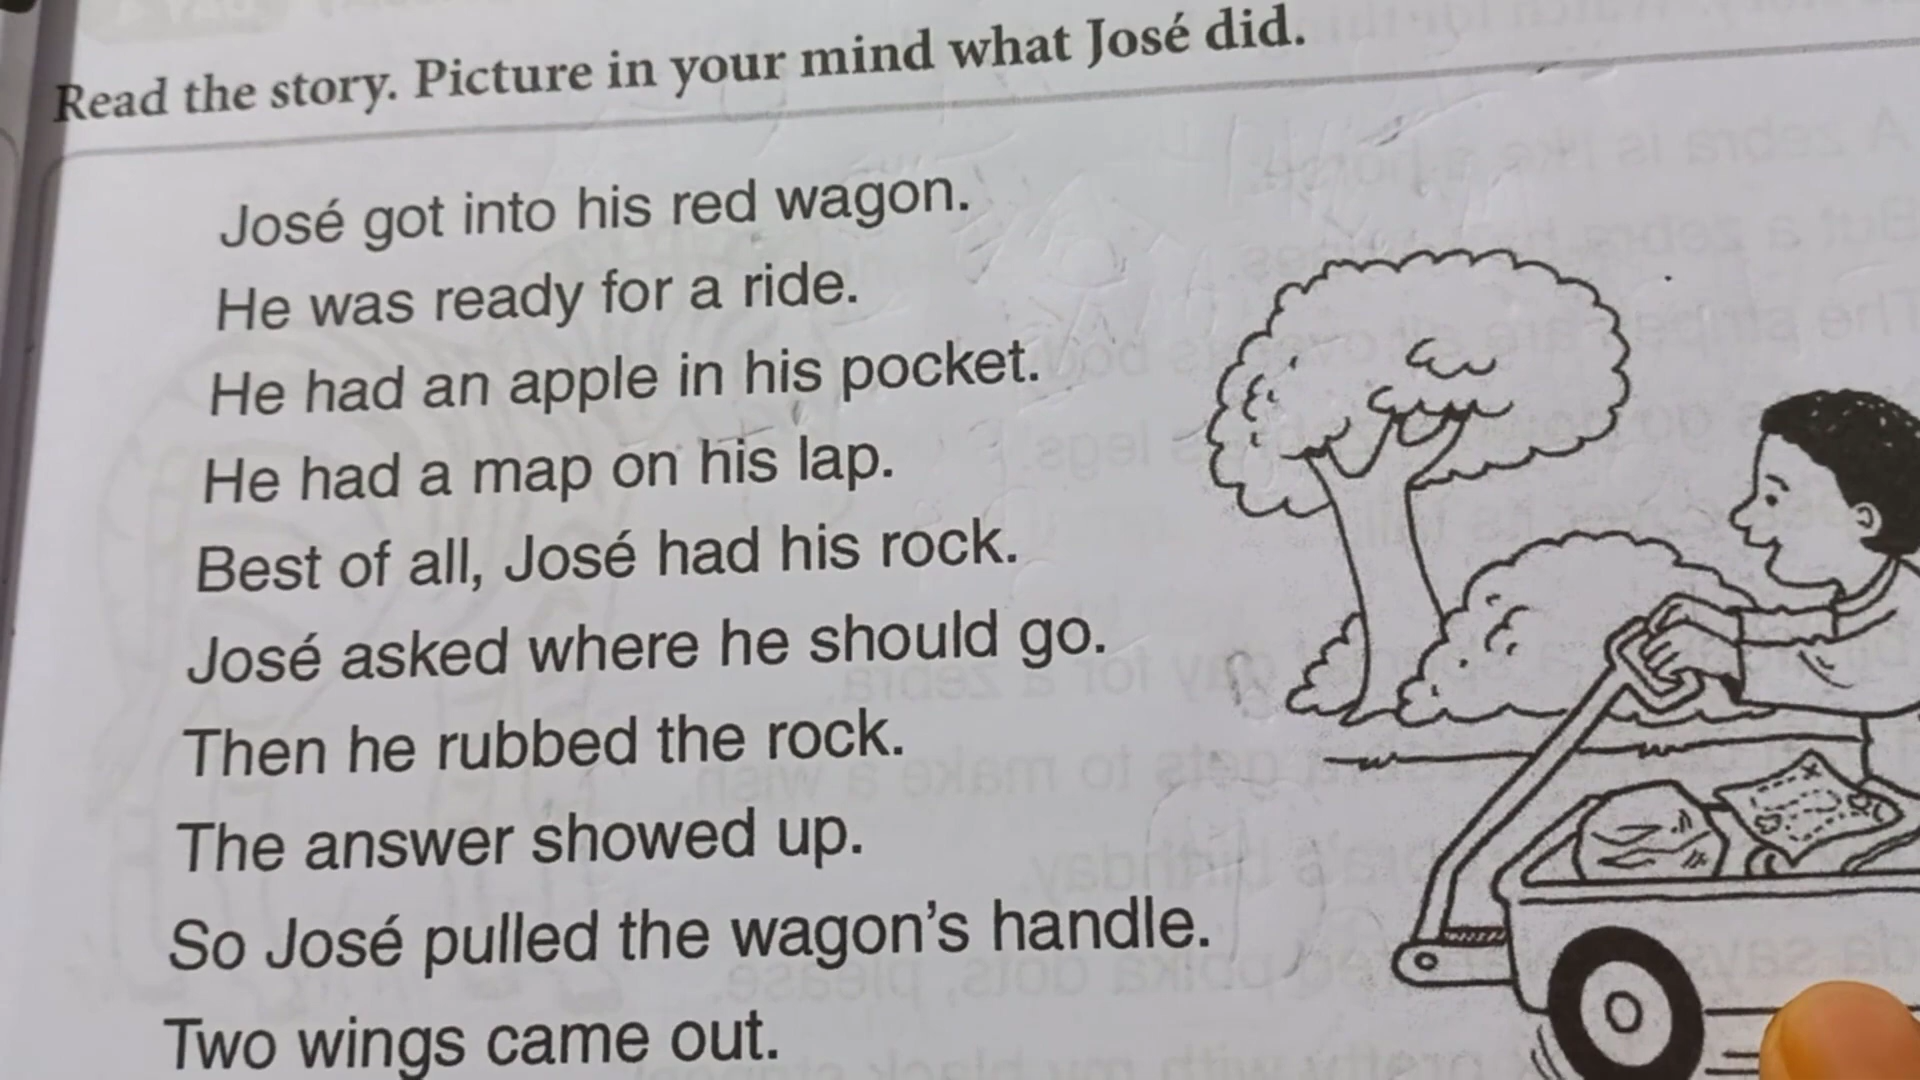 Read the story. Picture in your mind what José did.
José got into his red wagon.
He was ready for a ride.
He had an apple in his pocket.
He had a map on his lap.
Best of all, José had his rock.
José asked where he should go.
Then he rubbed the rock.
The answer showed up.
So José pulled the wagon's handle.
Two wings came out.